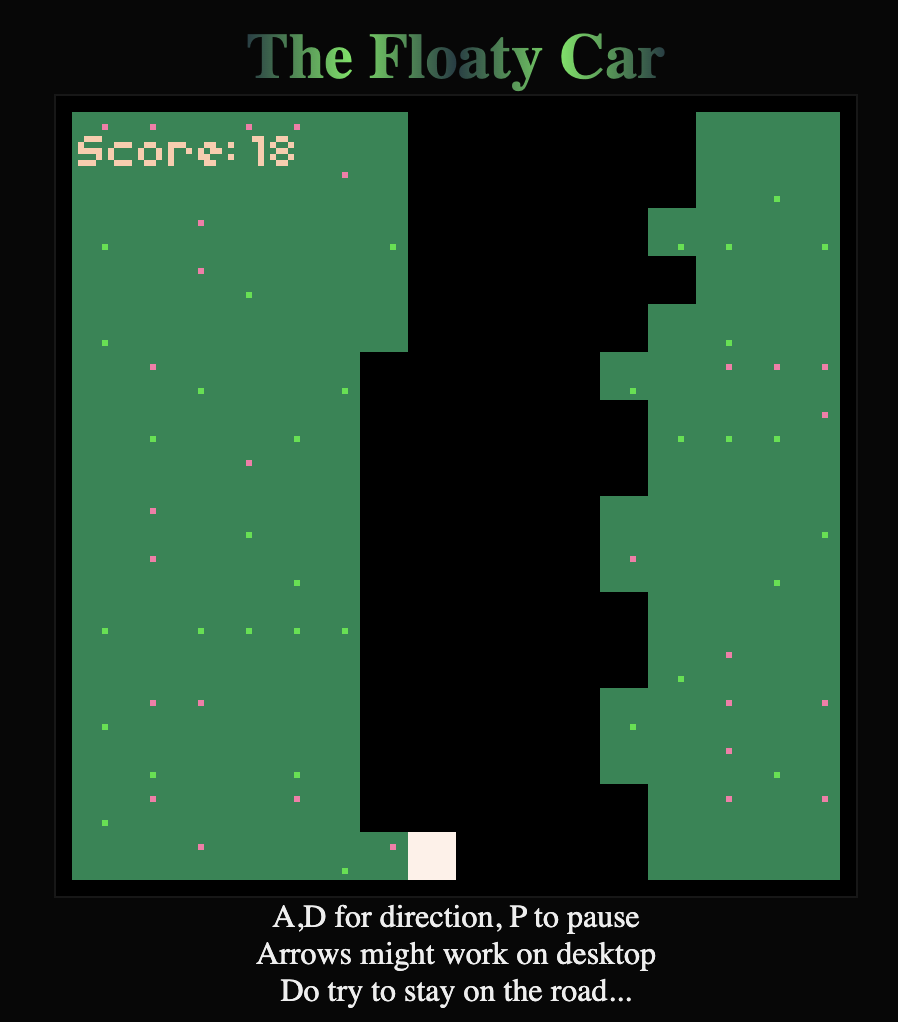 The Floaty Car
Score: 18
A,D for direction, P to pause
Arrows might work on desktop
Do try to stay on the road...